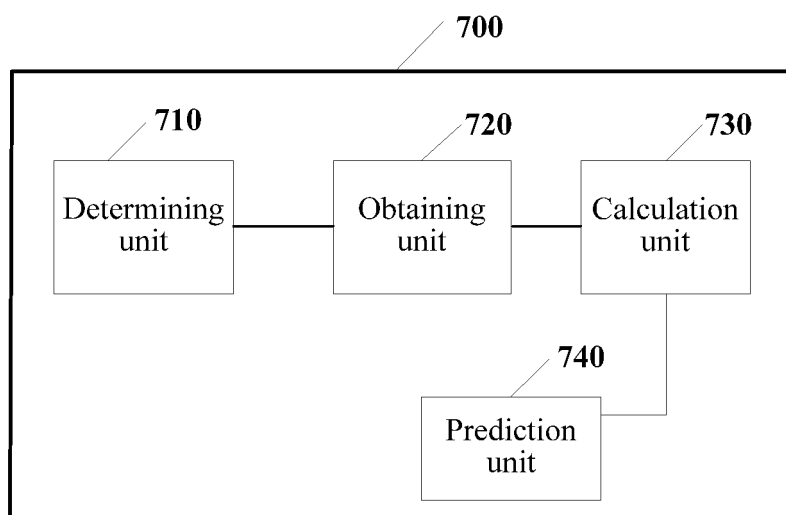 700
710
720
730
Determining
unit
Obtaining
unit
Calculation
unit
740
Prediction
unit